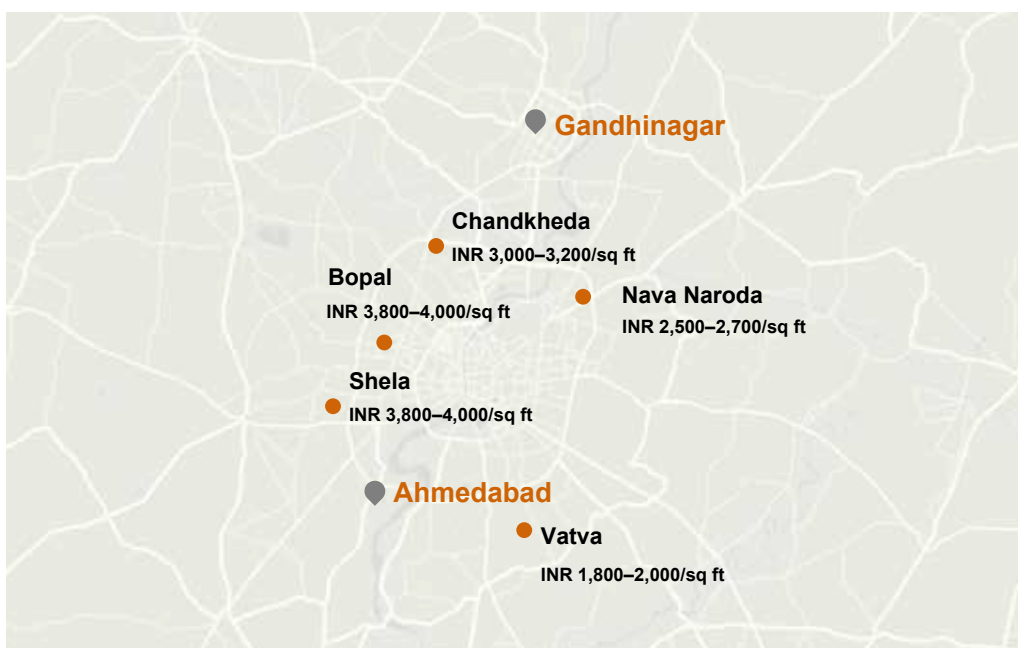 Gandhinagar
Chandkheda
INR 3,000–3,200/sq ft
Bopal
INR 3,800–4,000/sq ft
Nava Naroda
INR 2,500–2,700/sq ft
Shela
INR 3,800–4,000/sq ft
Ahmedabad
Vatva
INR 1,800–2,000/sq ft